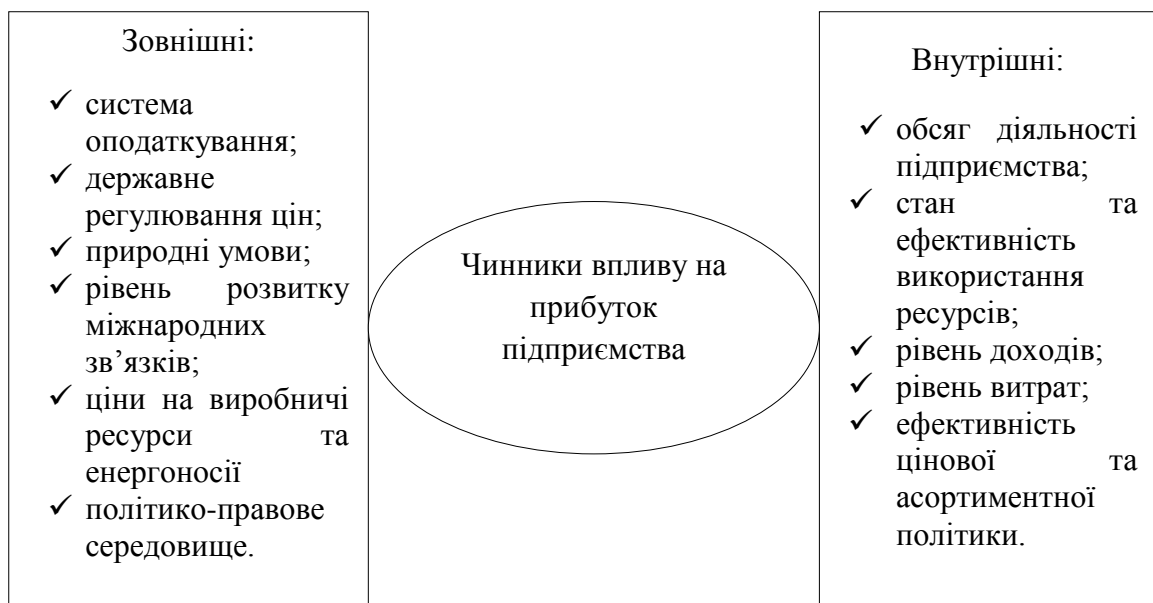 Зовнішні:
✓ система
оподаткування;
✓ державне
регулювання цін;
✓ природні умови;
✓ рівень розвитку
міжнародних
зв’язків;
✓ ціни на виробничі
ресурси та
енергоносії
✓ політико-правове
середовище.
Чинники впливу на
прибуток
підприємства
Внутрішні:
✓ обсяг діяльності
підприємства;
✓ стан та
ефективність
використання
ресурсів;
✓ рівень доходів;
✓ рівень витрат;
✓ ефективність
цінової та
асортиментної
політики.